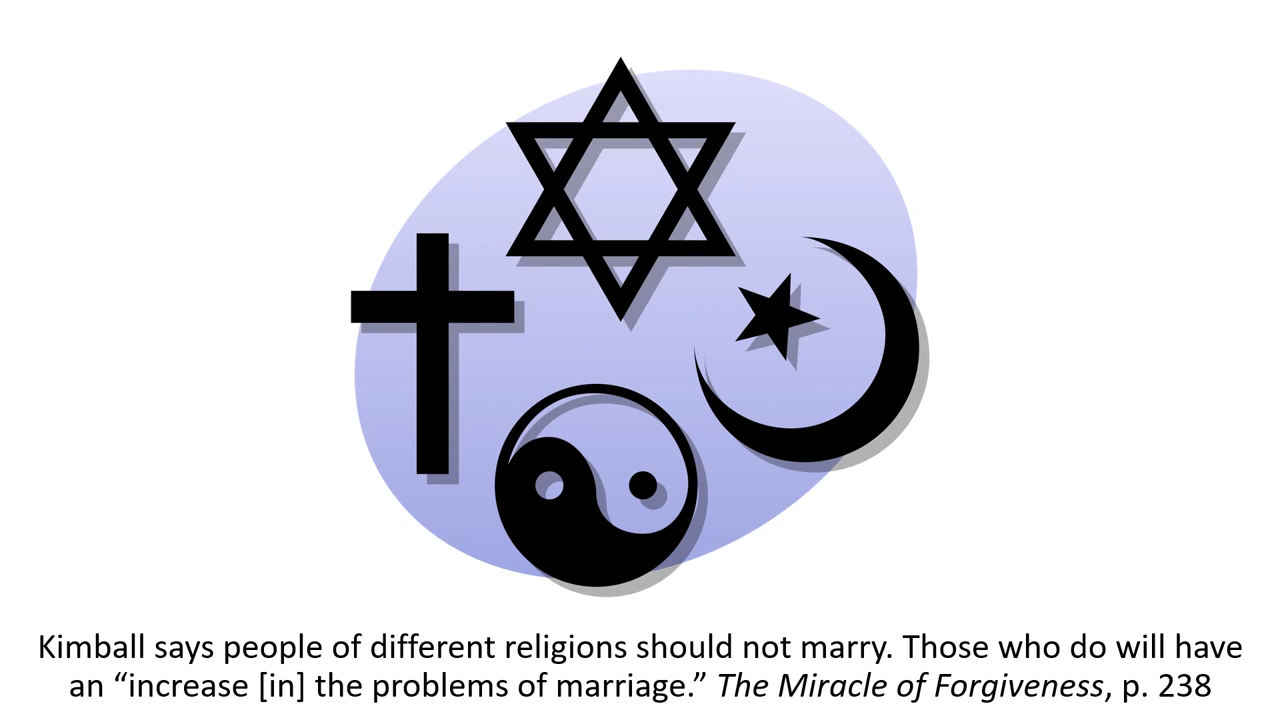 Kimball says people of different religions should not marry. Those who do will have
an “increase [in] the problems of marriage.” The Miracle of Forgiveness, p. 238